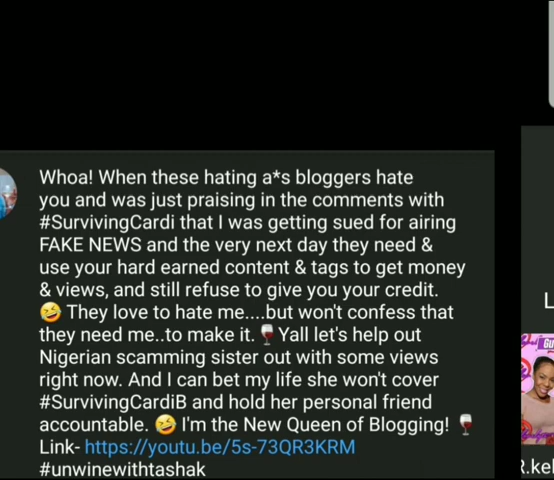 Whoa! When these hating a*s bloggers hate
you and was just praising in the comments with
#SurvivingCardi that I was getting sued for airing
FAKE NEWS and the very next day they need &
use your hard earned content & tags to get money
& views, and still refuse to give you your credit.
🤣 They love to hate me....but won't confess that
they need me..to make it.🍷Yall let's help out
Nigerian scamming sister out with some views
right now. And I can bet my life she won't cover
#SurvivingCardiB and hold her personal friend
accountable. 🤣 I'm the New Queen of Blogging! 🍷
Link- https://youtu.be/5s-73QR3KRM
#unwinewithtashak
L
GU
R.kel